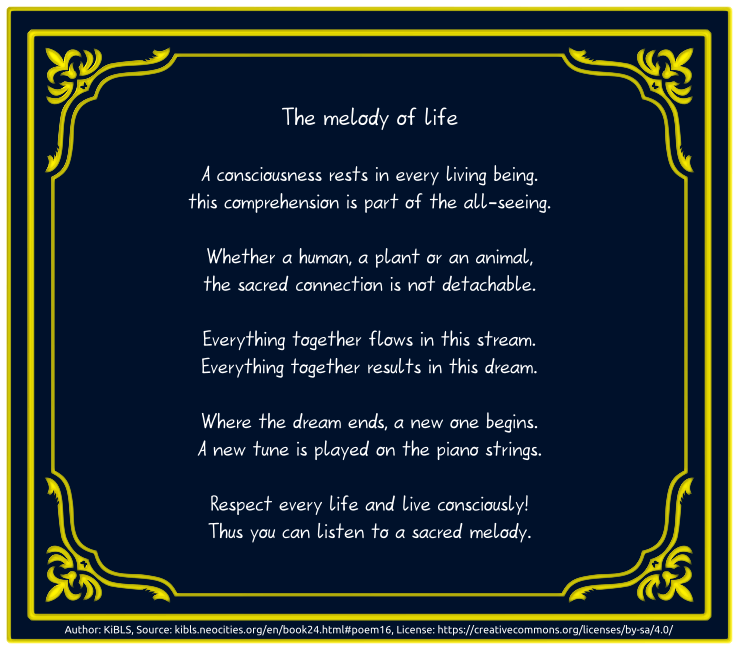 The melody of life
A consciousness rests in every living being.
this comprehension is part of the all-seeing.
Whether a human, a plant or an animal,
the sacred connection is not detachable.
Everything together flows in this stream.
Everything together results in this dream.
Where the dream ends, a new one begins.
A new tune is played on the piano strings.
Respect every life and live consciously!
Thus you can listen to a sacred melody.
Author: KiBLS, Source: kibls.neocities.org/en/book24.html#poem16, License: https://creativecommons.org/licenses/by-sa/4.0/